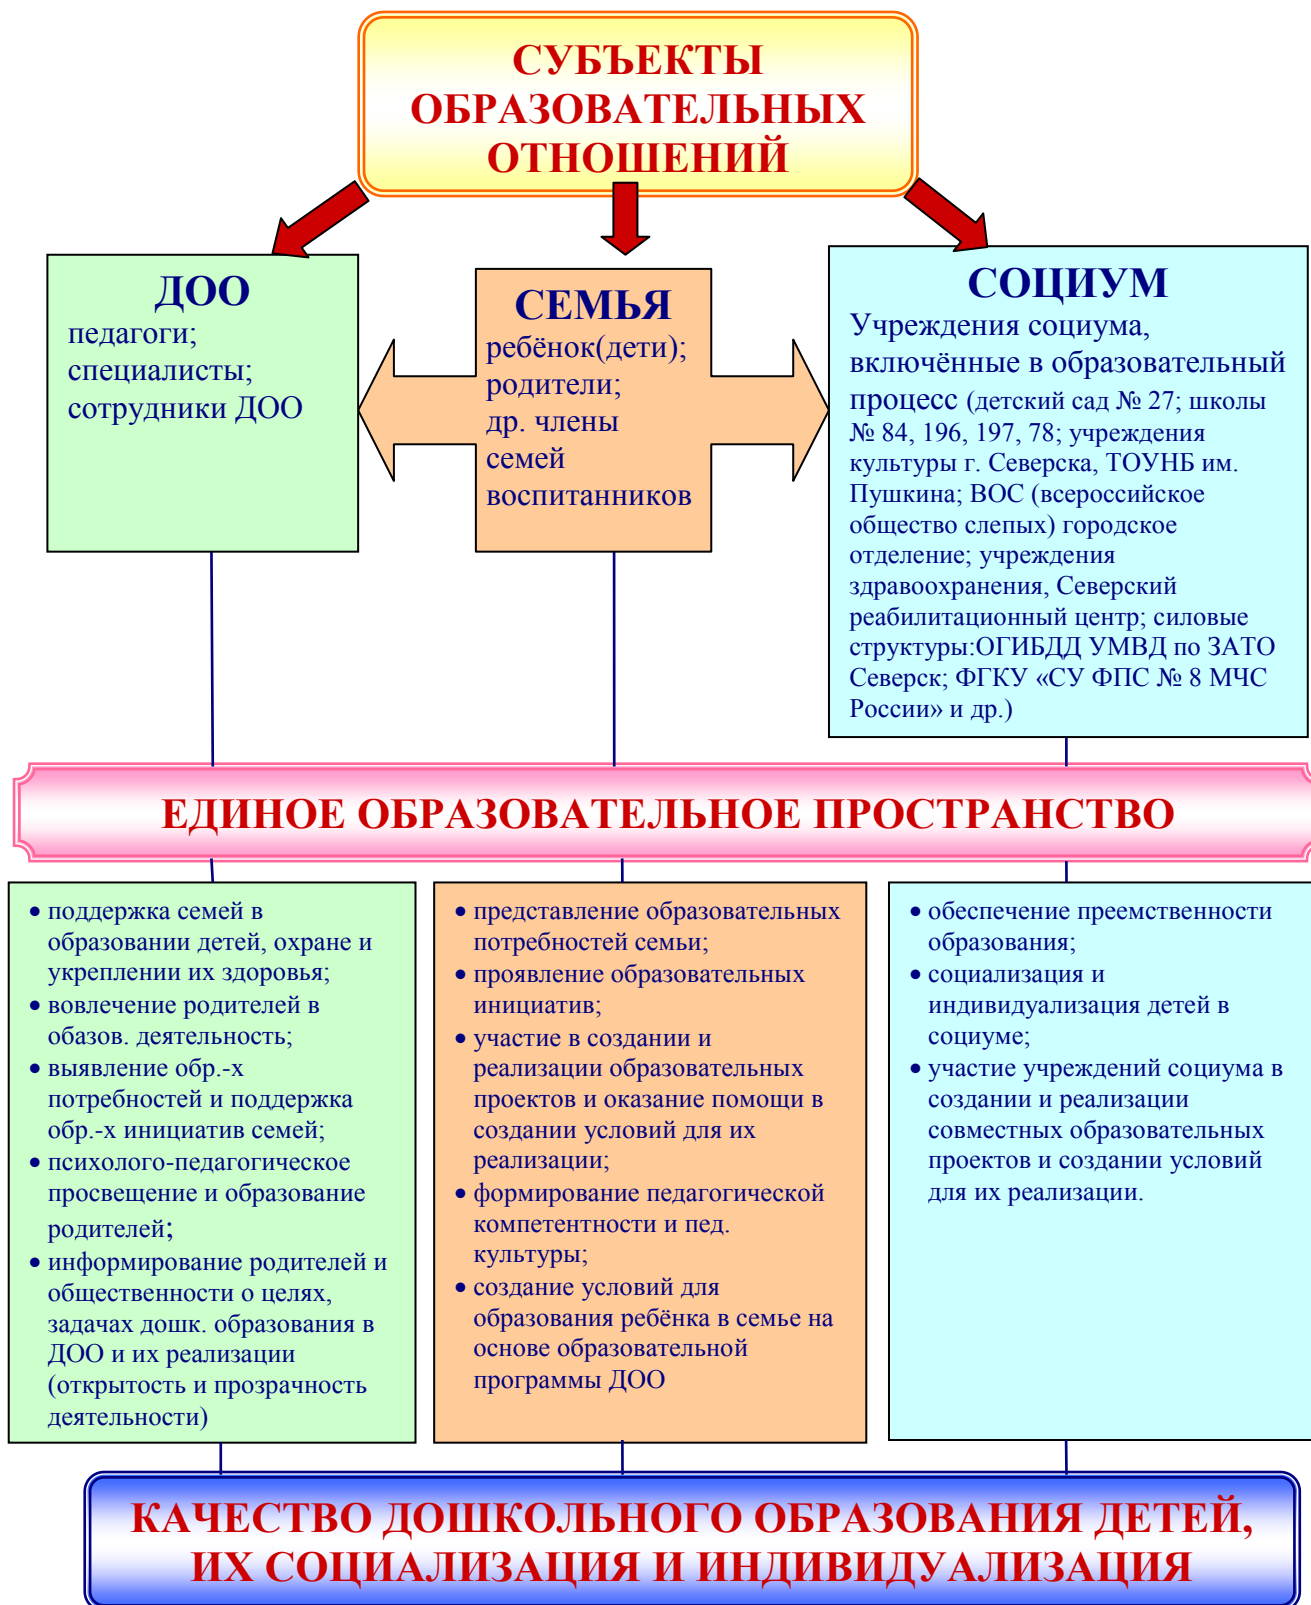 СУБЪЕКТЫ
ОБРАЗОВАТЕЛЬНЫХ
ОТНОШЕНИЙ
ДОО
педагоги;
специалисты;
сотрудники ДОО
СЕМЬЯ
ребёнок(дети);
родители;
др. члены
семей
воспитанников
СОЦИУМ
Учреждения социума,
включённые в образовательный
процесс (детский сад № 27; школы
№ 84, 196, 197, 78; учреждения
культуры г. Северска, ТОУНБ им.
Пушкина; ВОС (всероссийское
общество слепых) городское
отделение; учреждения
здравоохранения, Северский
реабилитационный центр; силовые
структуры:ОГИБДД УМВД по ЗАТО
Северск; ФГКУ «СУ ФПС № 8 МЧС
России» и др.)
ЕДИНОЕ ОБРАЗОВАТЕЛЬНОЕ ПРОСТРАНСТВО
• поддержка семей в
образовании детей, охране и
укреплении их здоровья;
• вовлечение родителей в
обазов. деятельность;
• выявление обр.-х
потребностей и поддержка
обр.-х инициатив семей;
• психолого-педагогическое
просвещение и образование
родителей;
• информирование родителей и
общественности о целях,
задачах дошк. образования в
ДОО и их реализации
(открытость и прозрачность
деятельности)
• представление образовательных
потребностей семьи;
• проявление образовательных
инициатив;
• участие в создании и
реализации образовательных
проектов и оказание помощи в
создании условий для их
реализации;
• формирование педагогической
компетентности и пед.
культуры;
• создание условий для
образования ребёнка в семье на
основе образовательной
программы ДОО
• обеспечение преемственности
образования;
• социализация и
индивидуализация детей в
социуме;
• участие учреждений социума в
создании и реализации
совместных образовательных
проектов и создании условий
для их реализации.
КАЧЕСТВО ДОШКОЛЬНОГО ОБРАЗОВАНИЯ ДЕТЕЙ,
ИХ СОЦИАЛИЗАЦИЯ И ИНДИВИДУАЛИЗАЦИЯ